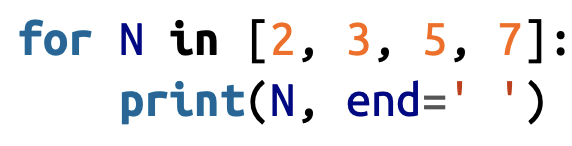 for N in [2, 3, 5, 7]:
    print(N, end=' ')